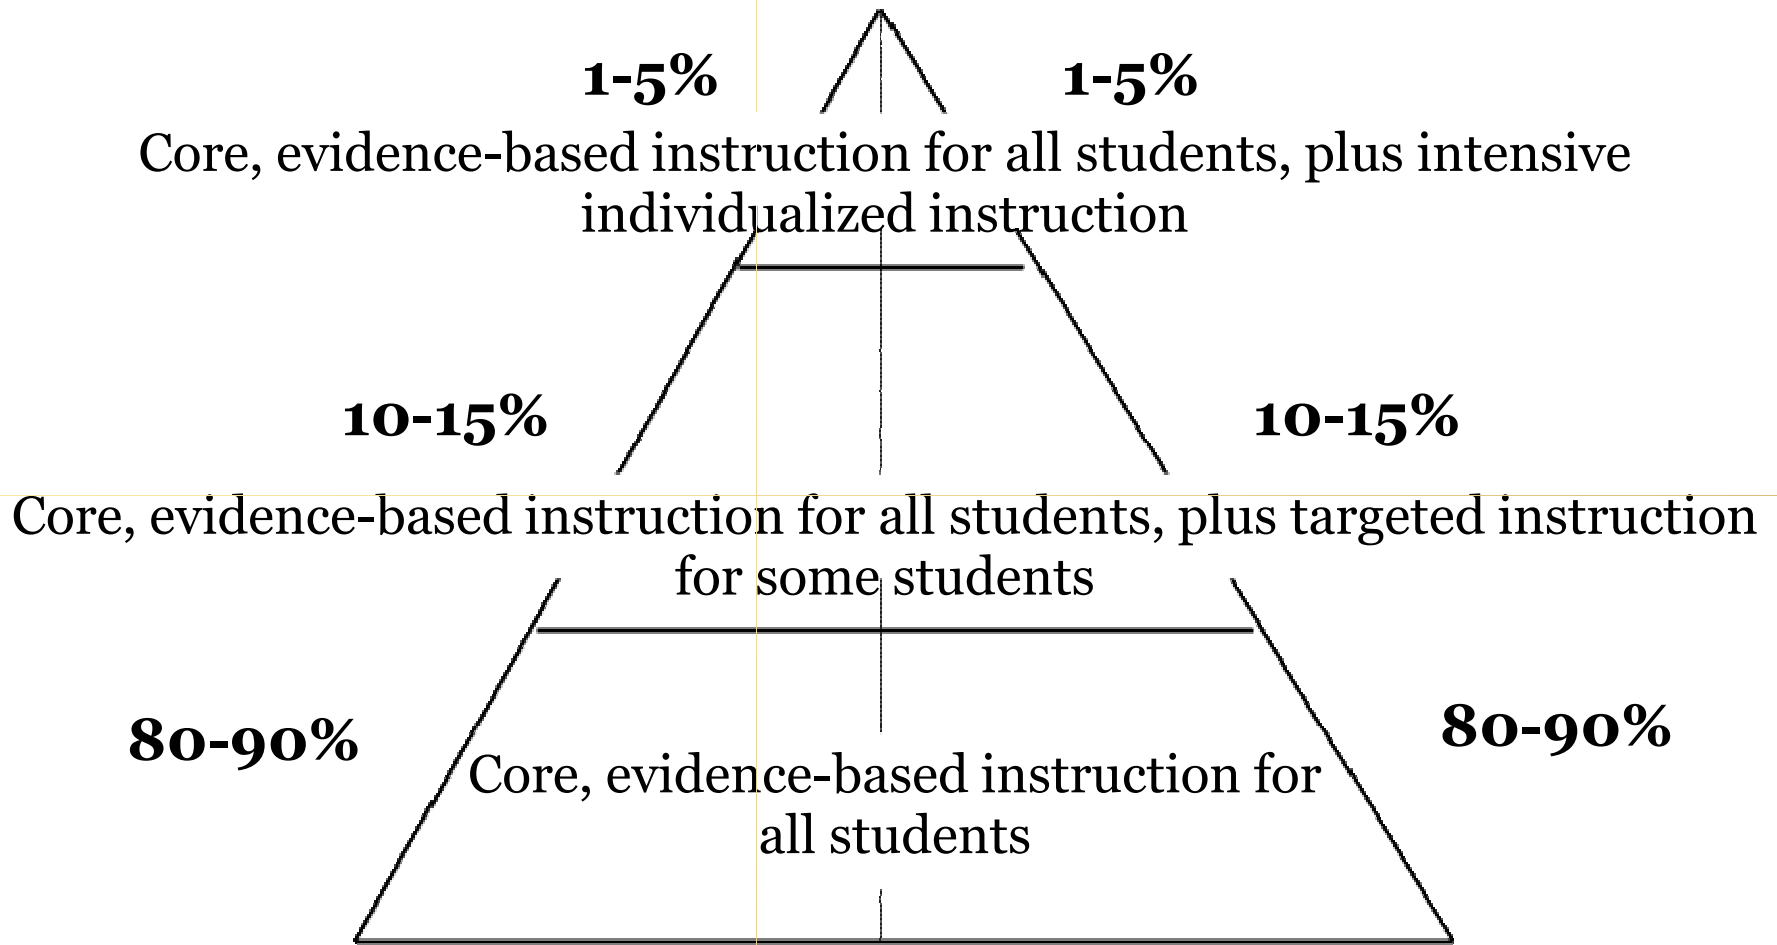 1-5% 1-5%
Core, evidence-based instruction for all students, plus intensive
individualized instruction
10-15% 10-15%
Core, evidence-based instruction for all students, plus targeted instruction
for some students
80-90% 80-90%
Core, evidence-based instruction for
all students